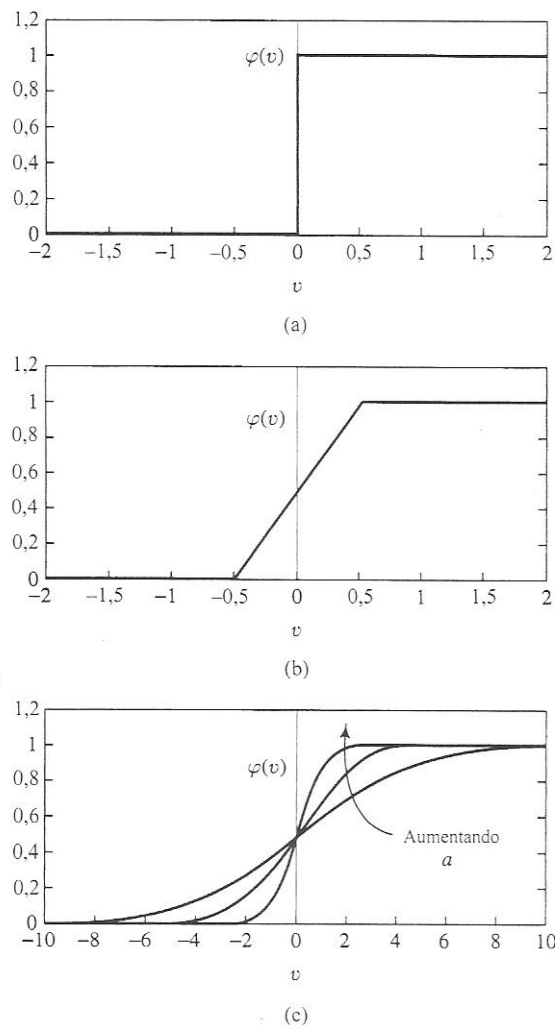 1,2
1
0,8
0,6
0,4
0,2
0
φ(v)
−2 −1,5 −1 −0,5 0 0,5 1 1,5 2
v
(a)
1,2
1
0,8
0,6
0,4
0,2
0
φ(v)
−2 −1,5 −1 −0,5 0 0,5 1 1,5 2
v
(b)
1,2
1
0,8
0,6
0,4
0,2
0
φ(v)
Aumentando
a
−10 −8 −6 −4 −2 0 2 4 6 8 10
v
(c)